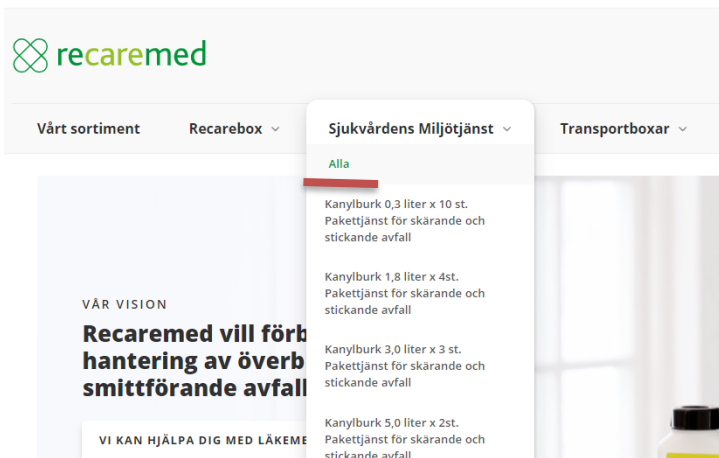 recaremed
Vårt sortiment
Recarebox
Sjukvårdens Miljötjänst
Transportboxar
Alla
Kanylburk 0,3 liter x 10 st.
Pakettjänst för skärande och
stickande avfall
Kanylburk 1,8 liter x 4st.
Pakettjänst för skärande och
stickande avfall
Kanylburk 3,0 liter x 3 st.
Pakettjänst för skärande och
stickande avfall
Kanylburk 5,0 liter x 2st.
Pakettjänst för skärande och
stickande avfall
VÅR VISION
Recaremed vill förb
hantering av överb
smittförande avfall
VI KAN HJÄLPA DIG MED LÄKEME